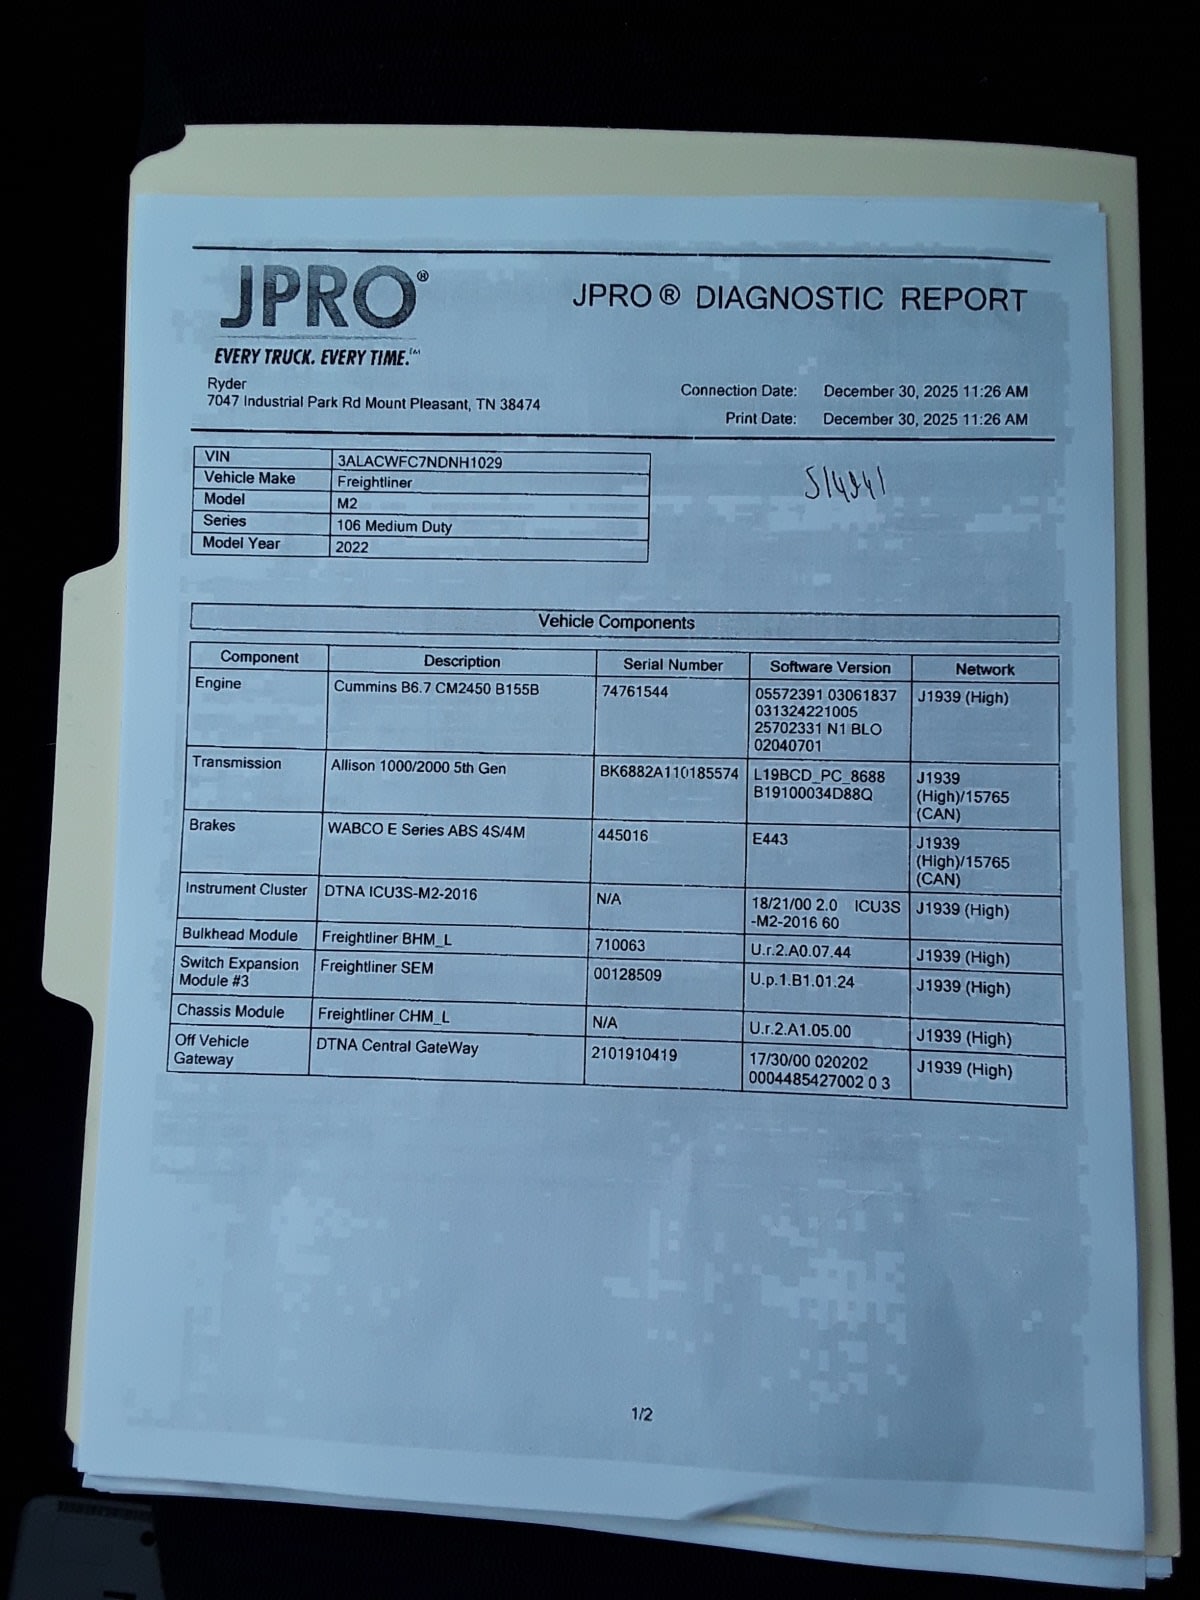 JPRO®
JPRO® DIAGNOSTIC REPORT
EVERY TRUCK. EVERY TIME.™
Ryder
7047 Industrial Park Rd Mount Pleasant, TN 38474
Connection Date: December 30, 2025 11:26 AM
Print Date: December 30, 2025 11:26 AM
VIN 3ALACWFC7NDNH1029
Vehicle Make Freightliner
Model M2
Series 106 Medium Duty
Model Year 2022
Vehicle Components
Component Description Serial Number Software Version Network
Engine Cummins B6.7 CM2450 B155B 74761544 05572391 03061837 J1939 (High)
031324221005
25702331 N1 BLO
02040701
Transmission Allison 1000/2000 5th Gen BK6882A110185574 L19BCD_PC_8688 J1939
B19100034D88Q (High)/15765
(CAN)
Brakes WABCO E Series ABS 4S/4M 445016 E443 J1939
(High)/15765
(CAN)
Instrument Cluster DTNA ICU3S-M2-2016 N/A 18/21/00 2.0 ICU3S J1939 (High)
-M2-2016 60
Bulkhead Module Freightliner BHM_L 710063 U.r.2.A0.07.44 J1939 (High)
Switch Expansion Freightliner SEM 00128509 U.p.1.B1.01.24 J1939 (High)
Module #3
Chassis Module Freightliner CHM_L N/A U.r.2.A1.05.00 J1939 (High)
Off Vehicle DTNA Central GateWay 2101910419 17/30/00 020202 J1939 (High)
Gateway 0004485427002 0 3
1/2